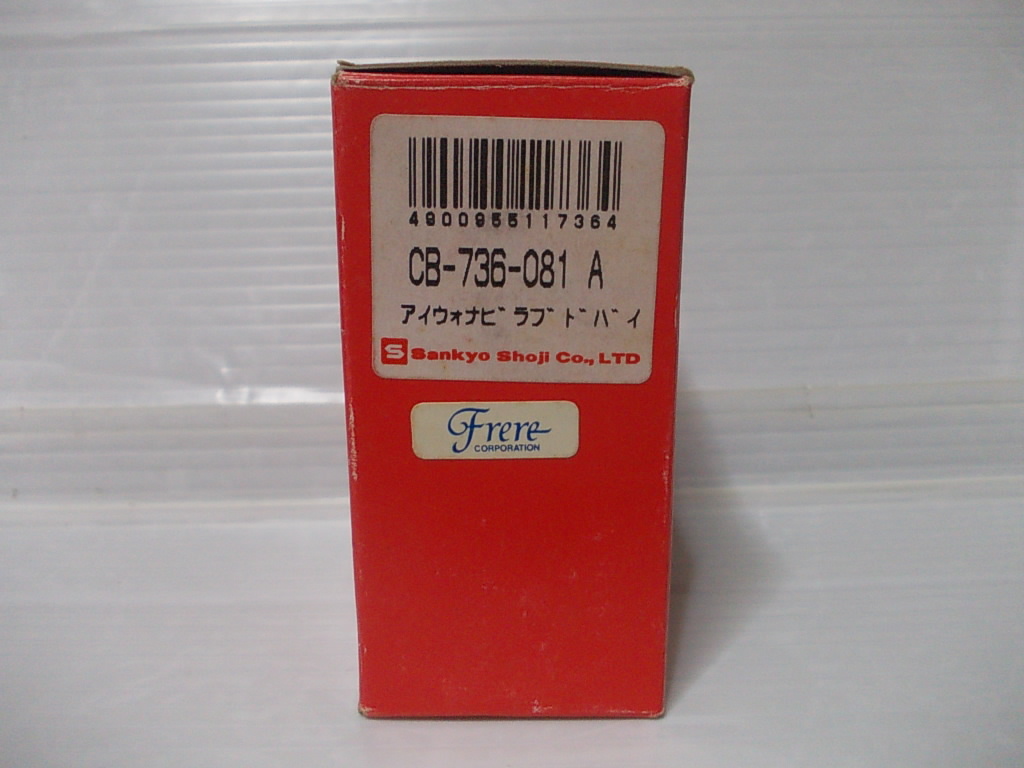 4900955117364
CB-736-081 A
アイウォナビﾞラブﾞドﾞバﾞイ
S Sankyo Shoji Co., LTD
Frere
CORPORATION